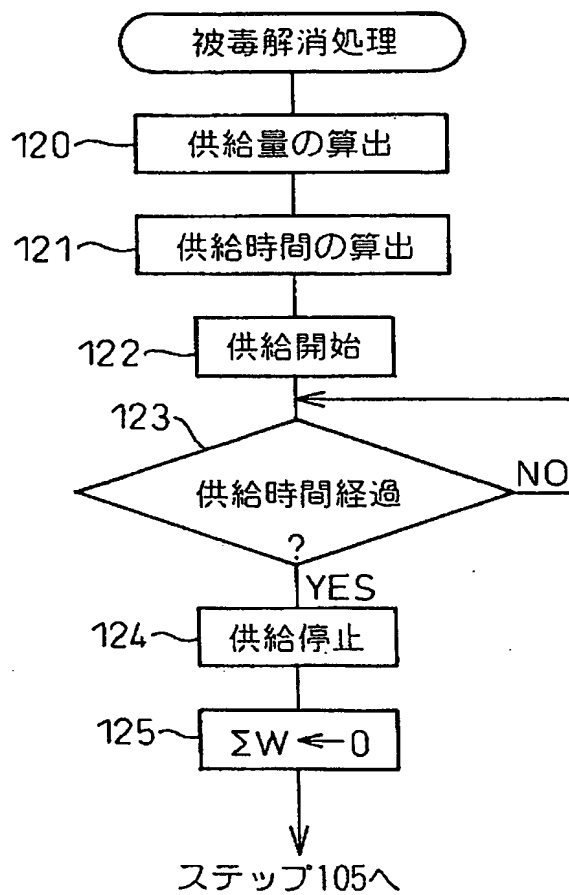 被毒解消処理
120
供給量の算出
121
供給時間の算出
122
供給開始
123
供給時間経過
?
NO
YES
124
供給停止
125
ΣW←0
ステップ105へ